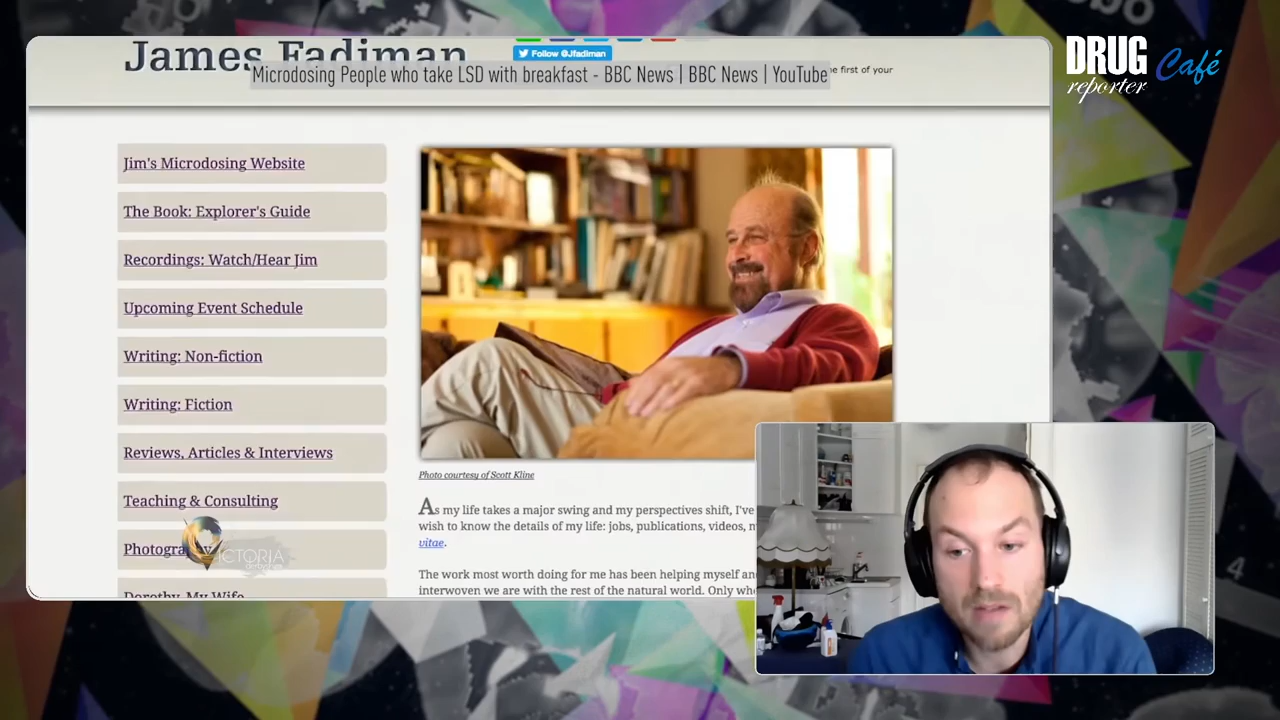 James Fadiman
Follow @Jfadiman
Microdosing People who take LSD with breakfast - BBC News | BBC News | YouTube
e first of your
DRUG
reporter
Café
Jim's Microdosing Website
The Book: Explorer's Guide
Recordings: Watch/Hear Jim
Upcoming Event Schedule
Writing: Non-fiction
Writing: Fiction
Reviews, Articles & Interviews
Teaching & Consulting
Photography
VICTORIA
Dorothy, My Wife
Photo courtesy of Scott Kline
As my life takes a major swing and my perspectives shift, I've
wish to know the details of my life: jobs, publications, videos,
vitae.
The work most worth doing for me has been helping myself and
interwoven we are with the rest of the natural world. Only
4